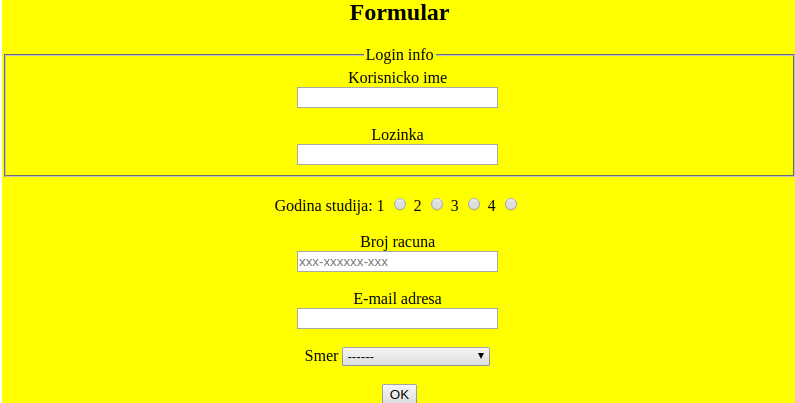 Formular
Login info
Korisnicko ime
Lozinka
Godina studija: 1 2 3 4
Broj racuna
xxx-xxxxxx-xxx
E-mail adresa
Smer ------
OK